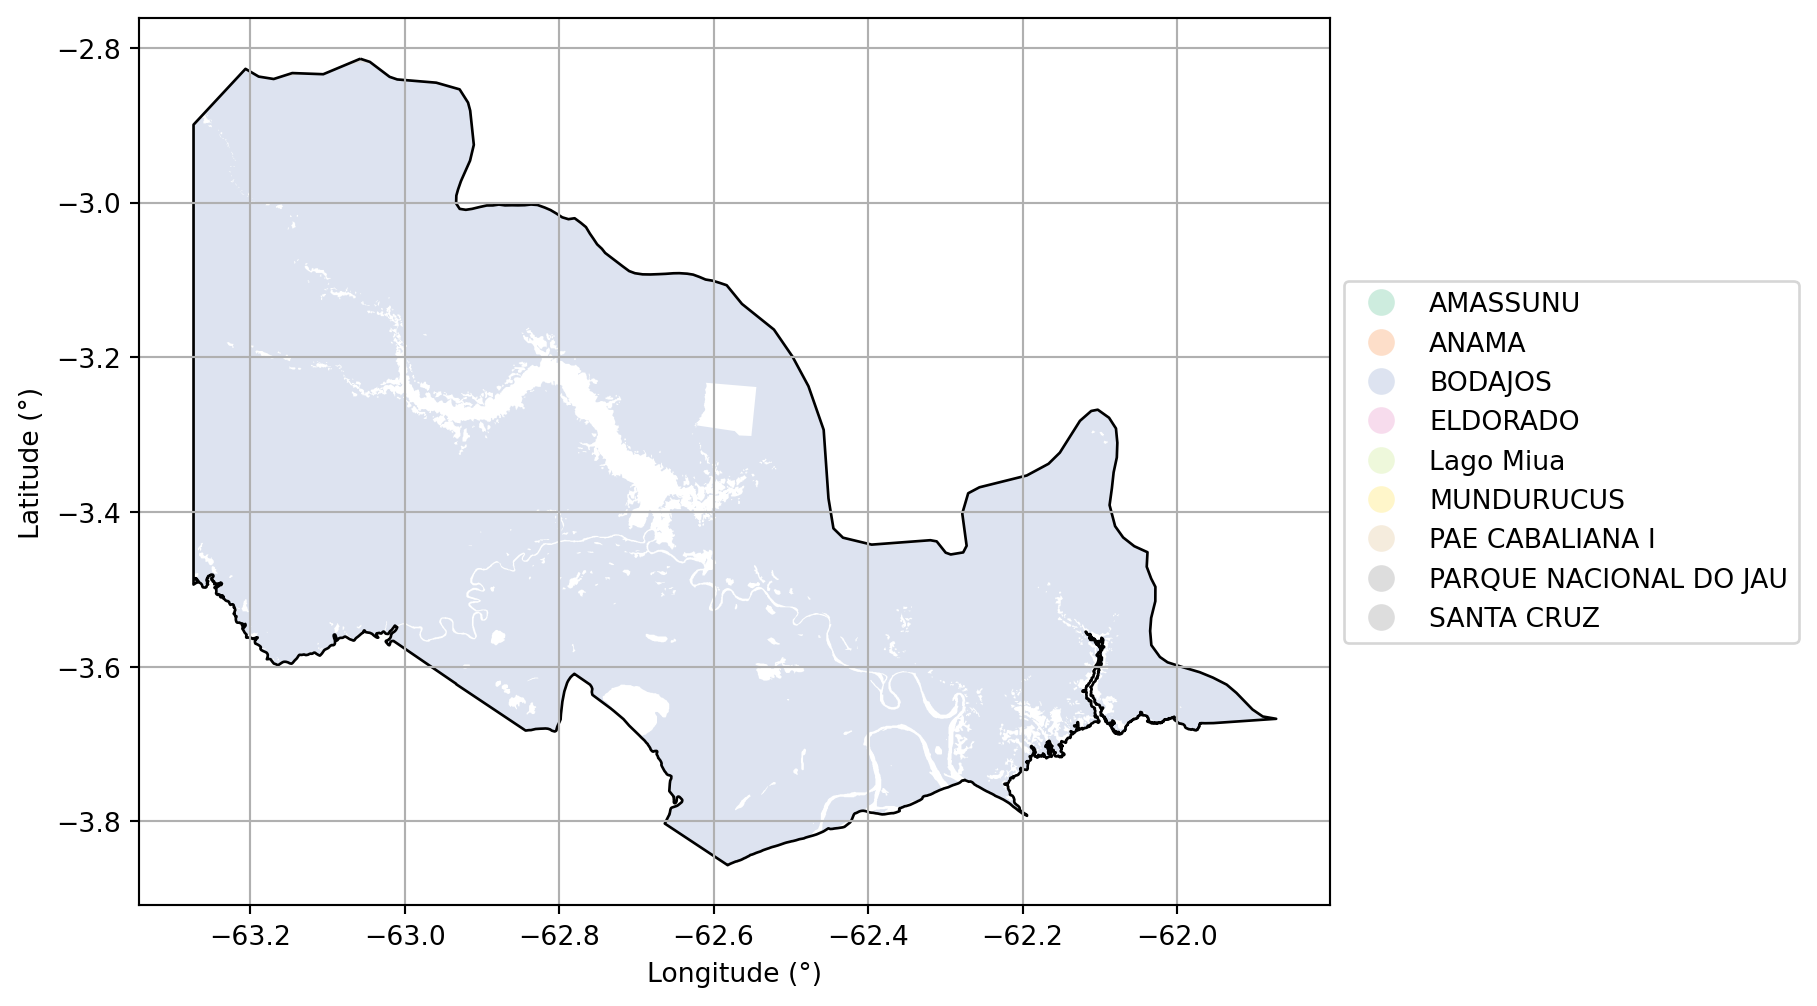 −2.8
−3.0
−3.2
−3.4
−3.6
−3.8
Latitude (°)
−63.2 −63.0 −62.8 −62.6 −62.4 −62.2 −62.0
Longitude (°)
AMASSUNU
ANAMA
BODAJOS
ELDORADO
Lago Miua
MUNDURUCUS
PAE CABALIANA I
PARQUE NACIONAL DO JAU
SANTA CRUZ